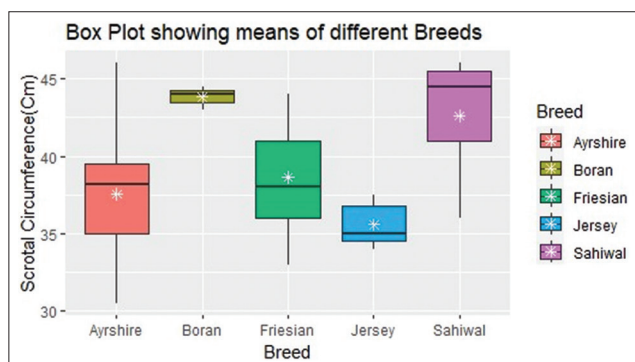 Box Plot showing means of different Breeds
Scrotal Circumference(Cm)
45
40
35
30
Ayrshire
Boran
Friesian
Jersey
Sahiwal
Breed
Breed
Ayrshire
Boran
Friesian
Jersey
Sahiwal